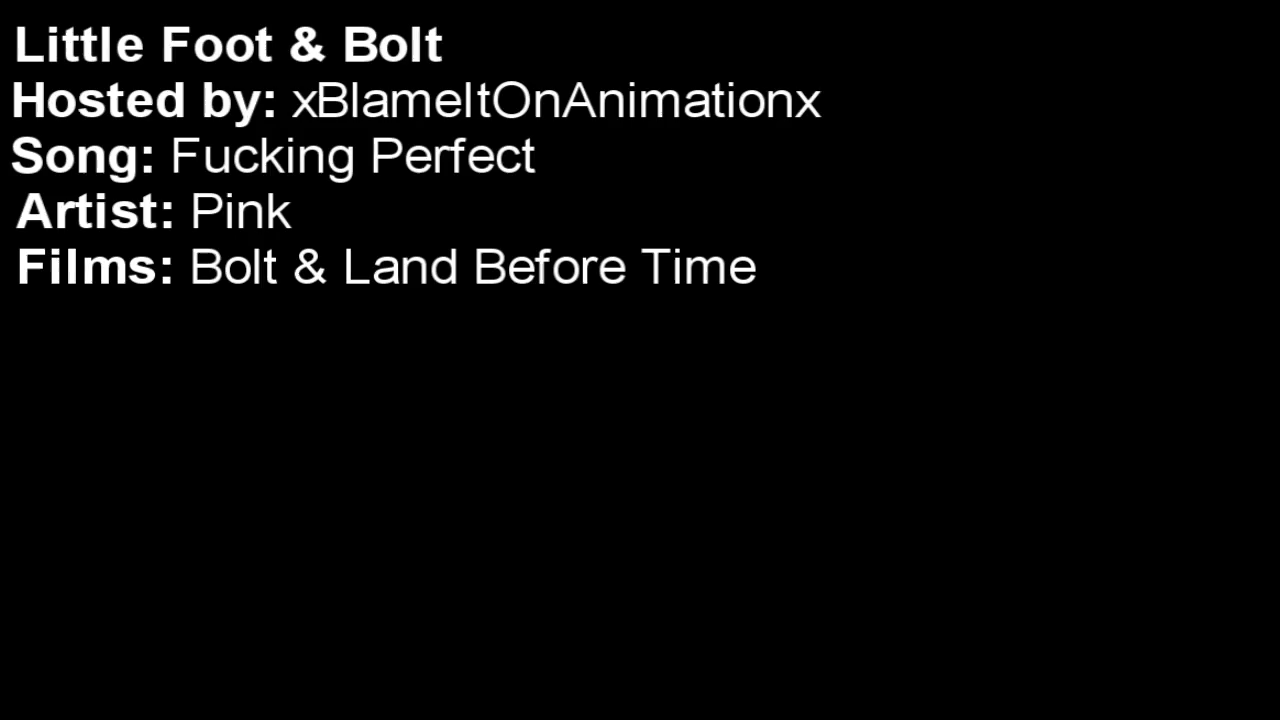 Little Foot & Bolt
Hosted by: xBlameItOnAnimationx
Song: Fucking Perfect
Artist: Pink
Films: Bolt & Land Before Time